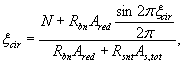 ξ_cir = (N + R_bn A_red (sin 2πξ_cir / 2π)) / (R_bn A_red + R_snt A_s,tot),